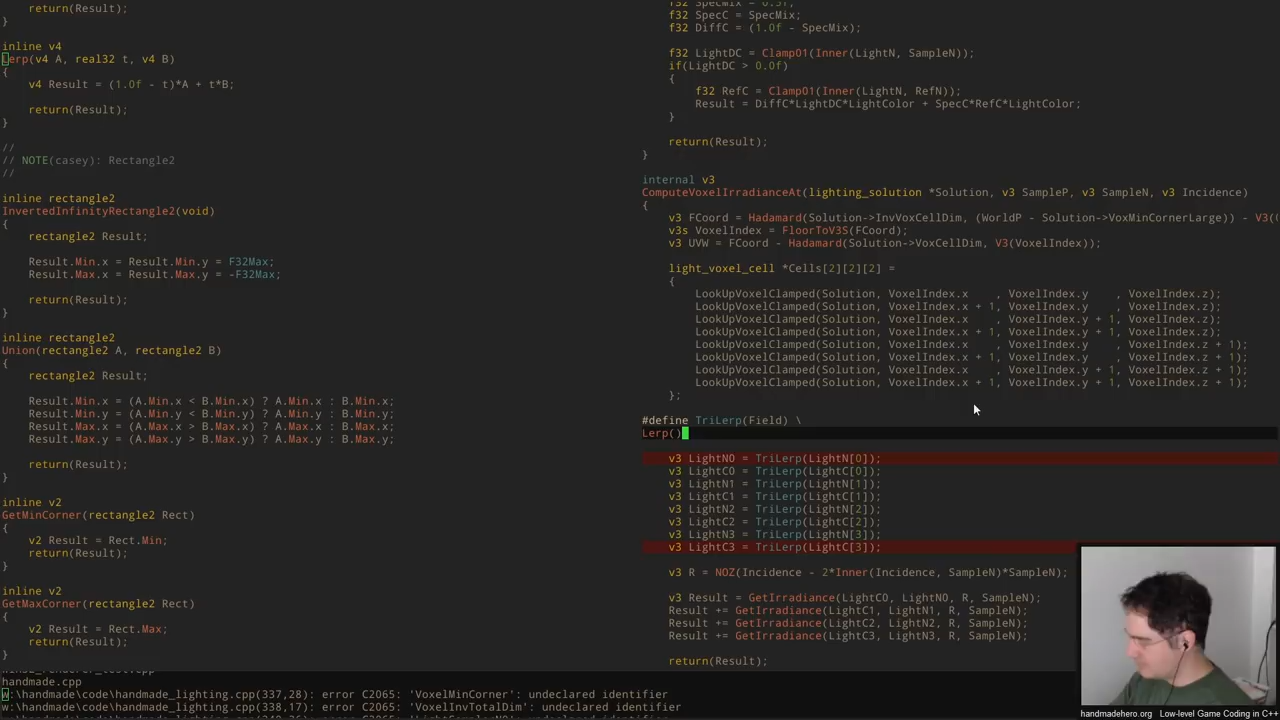 return(Result);
}
inline v4
Lerp(v4 A, real32 t, v4 B)
{
v4 Result = (1.0f - t)*A + t*B;
return(Result);
}
//
// NOTE(casey): Rectangle2
//
inline rectangle2
InvertedInfinityRectangle2(void)
{
rectangle2 Result;
Result.Min.x = Result.Min.y = F32Max;
Result.Max.x = Result.Max.y = -F32Max;
return(Result);
}
inline rectangle2
Union(rectangle2 A, rectangle2 B)
{
rectangle2 Result;
Result.Min.x = (A.Min.x < B.Min.x) ? A.Min.x : B.Min.x;
Result.Min.y = (A.Min.y < B.Min.y) ? A.Min.y : B.Min.y;
Result.Max.x = (A.Max.x > B.Max.x) ? A.Max.x : B.Max.x;
Result.Max.y = (A.Max.y > B.Max.y) ? A.Max.y : B.Max.y;
return(Result);
}
inline v2
GetMinCorner(rectangle2 Rect)
{
v2 Result = Rect.Min;
return(Result);
}
inline v2
GetMaxCorner(rectangle2 Rect)
{
v2 Result = Rect.Max;
return(Result);
}
f32 SpecMix = 0.5f;
f32 SpecC = SpecMix;
f32 DiffC = (1.0f - SpecMix);
f32 LightDC = Clamp01(Inner(LightN, SampleN));
if(LightDC > 0.0f)
{
f32 RefC = Clamp01(Inner(LightN, RefN));
Result = DiffC*LightDC*LightColor + SpecC*RefC*LightColor;
}
return(Result);
}
internal v3
ComputeVoxelIrradianceAt(lighting_solution *Solution, v3 SampleP, v3 SampleN, v3 Incidence)
{
v3 FCoord = Hadamard(Solution->InvVoxCellDim, (WorldP - Solution->VoxMinCornerLarge)) - V3(
v3s VoxelIndex = FloorToV3S(FCoord);
v3 UVW = FCoord - Hadamard(Solution->VoxCellDim, V3(VoxelIndex));
light_voxel_cell *Cells[2][2][2] =
{
LookUpVoxelClamped(Solution, VoxelIndex.x    , VoxelIndex.y    , VoxelIndex.z);
LookUpVoxelClamped(Solution, VoxelIndex.x + 1, VoxelIndex.y    , VoxelIndex.z);
LookUpVoxelClamped(Solution, VoxelIndex.x    , VoxelIndex.y + 1, VoxelIndex.z);
LookUpVoxelClamped(Solution, VoxelIndex.x + 1, VoxelIndex.y + 1, VoxelIndex.z);
LookUpVoxelClamped(Solution, VoxelIndex.x    , VoxelIndex.y    , VoxelIndex.z + 1);
LookUpVoxelClamped(Solution, VoxelIndex.x + 1, VoxelIndex.y    , VoxelIndex.z + 1);
LookUpVoxelClamped(Solution, VoxelIndex.x    , VoxelIndex.y + 1, VoxelIndex.z + 1);
LookUpVoxelClamped(Solution, VoxelIndex.x + 1, VoxelIndex.y + 1, VoxelIndex.z + 1);
};
#define TriLerp(Field) \
Lerp()
v3 LightN0 = TriLerp(LightN[0]);
v3 LightC0 = TriLerp(LightC[0]);
v3 LightN1 = TriLerp(LightN[1]);
v3 LightC1 = TriLerp(LightC[1]);
v3 LightN2 = TriLerp(LightN[2]);
v3 LightC2 = TriLerp(LightC[2]);
v3 LightN3 = TriLerp(LightN[3]);
v3 LightC3 = TriLerp(LightC[3]);
v3 R = NOZ(Incidence - 2*Inner(Incidence, SampleN)*SampleN);
v3 Result = GetIrradiance(LightC0, LightN0, R, SampleN);
Result += GetIrradiance(LightC1, LightN1, R, SampleN);
Result += GetIrradiance(LightC2, LightN2, R, SampleN);
Result += GetIrradiance(LightC3, LightN3, R, SampleN);
return(Result);
handmade.cpp
w:\handmade\code\handmade_lighting.cpp(337,28): error C2065: 'VoxelMinCorner': undeclared identifier
w:\handmade\code\handmade_lighting.cpp(338,17): error C2065: 'VoxelInvTotalDim': undeclared identifier
handmadehero.org Low-level Game Coding in C++